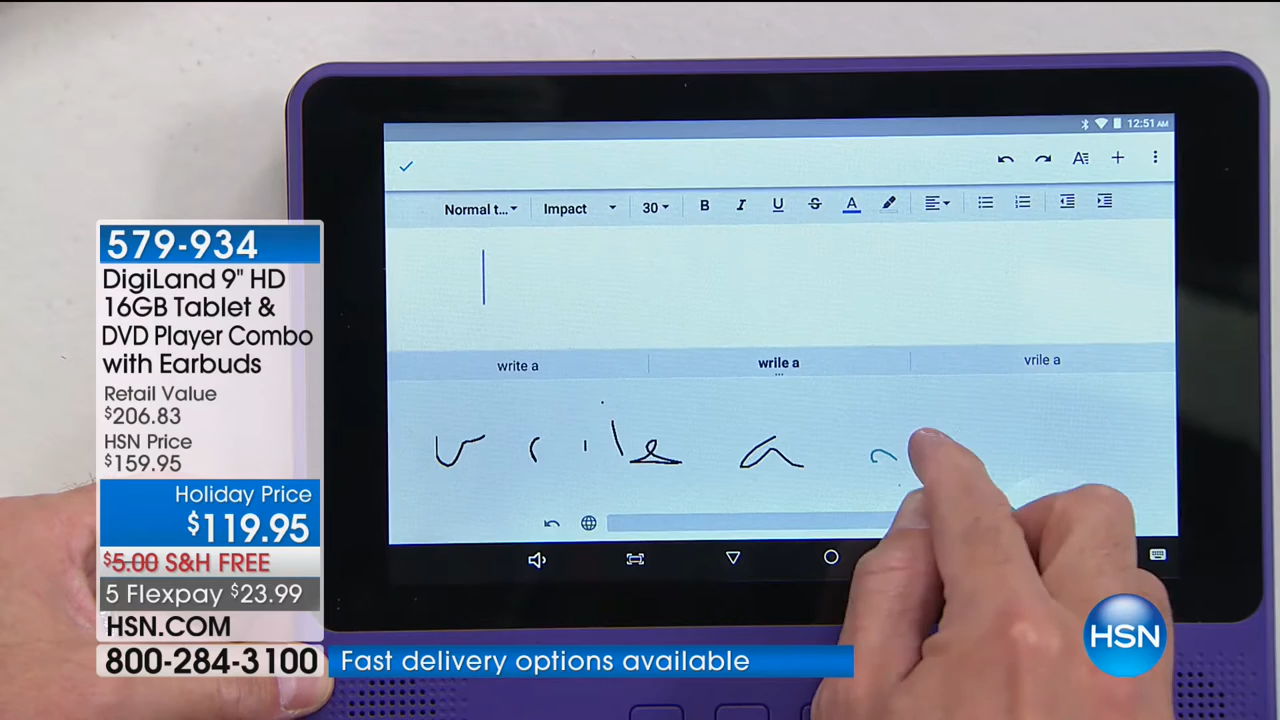 12:51 AM
Normal t... Impact 30 B I U S A
write a wrile a vrile a
vrile a
579-934
DigiLand 9" HD
16GB Tablet &
DVD Player Combo
with Earbuds
Retail Value
$206.83
HSN Price
$159.95
Holiday Price
$119.95
$5.00 S&H FREE
5 Flexpay $23.99
HSN.COM
800-284-3100 Fast delivery options available
HSN